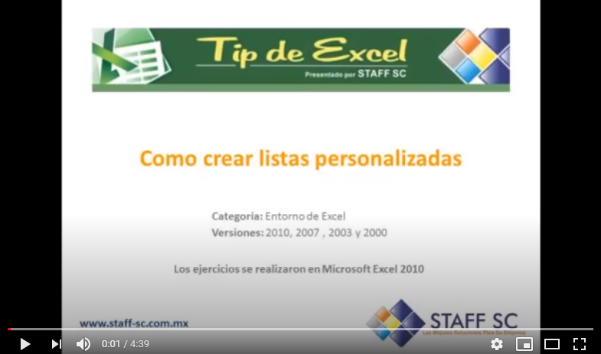 Tip de Excel
Presentado por STAFF SC
Como crear listas personalizadas
Categoría: Entorno de Excel
Versiones: 2010, 2007 , 2003 y 2000
Los ejercicios se realizaron en Microsoft Excel 2010
www.staff-sc.com.mx
STAFF SC
0:01 / 4:39